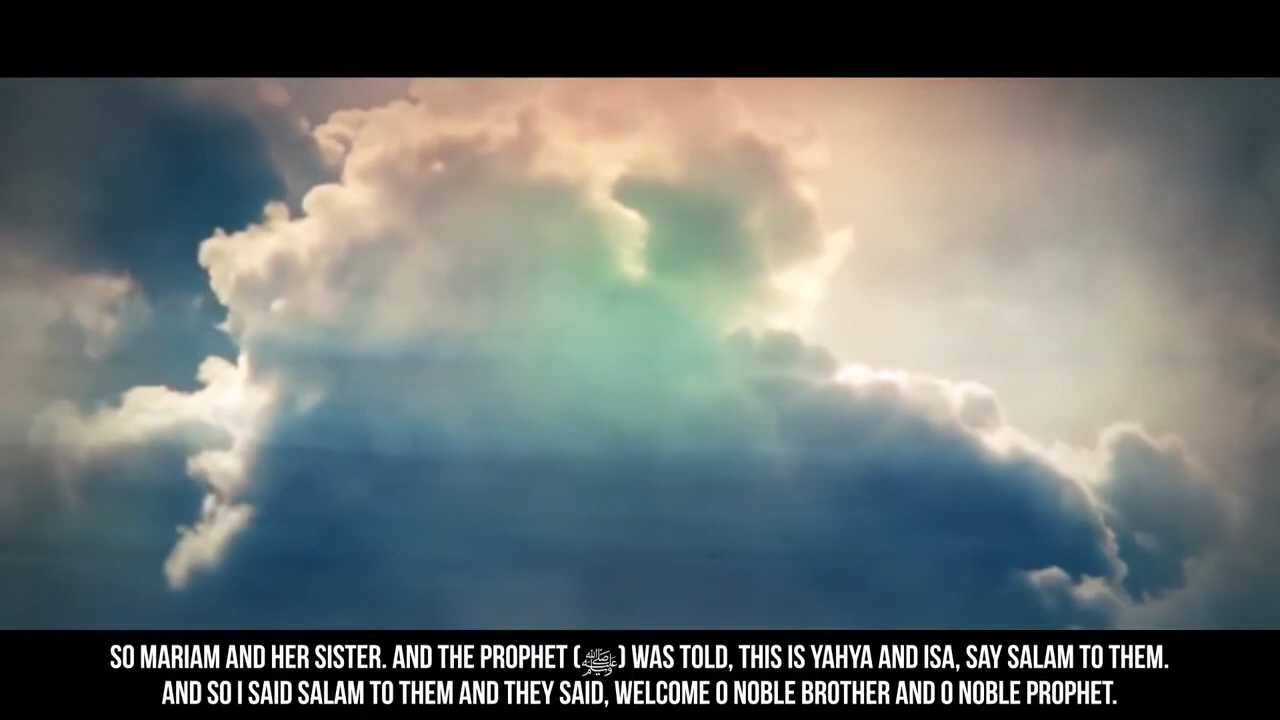 SO MARIAM AND HER SISTER. AND THE PROPHET (ﷺ) WAS TOLD, THIS IS YAHYA AND ISA, SAY SALAM TO THEM.
AND SO I SAID SALAM TO THEM AND THEY SAID, WELCOME O NOBLE BROTHER AND O NOBLE PROPHET.